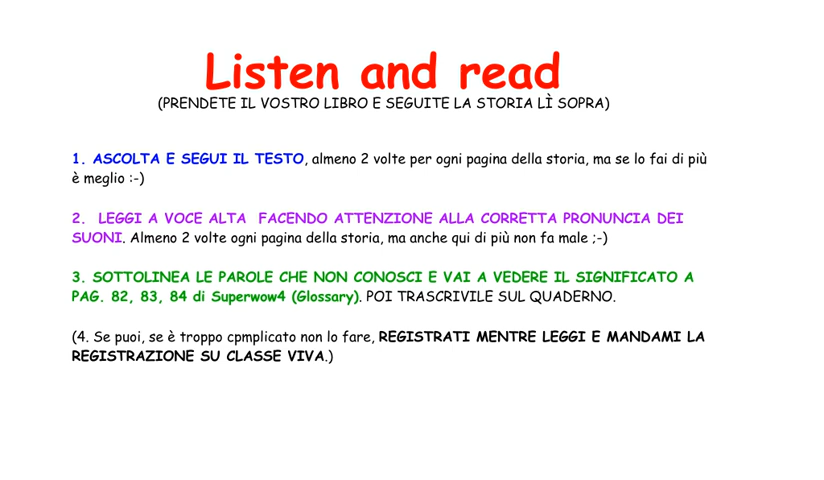 Listen and read
(PRENDETE IL VOSTRO LIBRO E SEGUITE LA STORIA LÌ SOPRA)
1. ASCOLTA E SEGUI IL TESTO, almeno 2 volte per ogni pagina della storia, ma se lo fai di più
è meglio :-)
2. LEGGI A VOCE ALTA FACENDO ATTENZIONE ALLA CORRETTA PRONUNCIA DEI
SUONI. Almeno 2 volte ogni pagina della storia, ma anche qui di più non fa male ;-)
3. SOTTOLINEA LE PAROLE CHE NON CONOSCI E VAI A VEDERE IL SIGNIFICATO A
PAG. 82, 83, 84 di Superwow4 (Glossary). POI TRASCRIVILE SUL QUADERNO.
(4. Se puoi, se è troppo cpmplicato non lo fare, REGISTRATI MENTRE LEGGI E MANDAMI LA
REGISTRAZIONE SU CLASSE VIVA.)